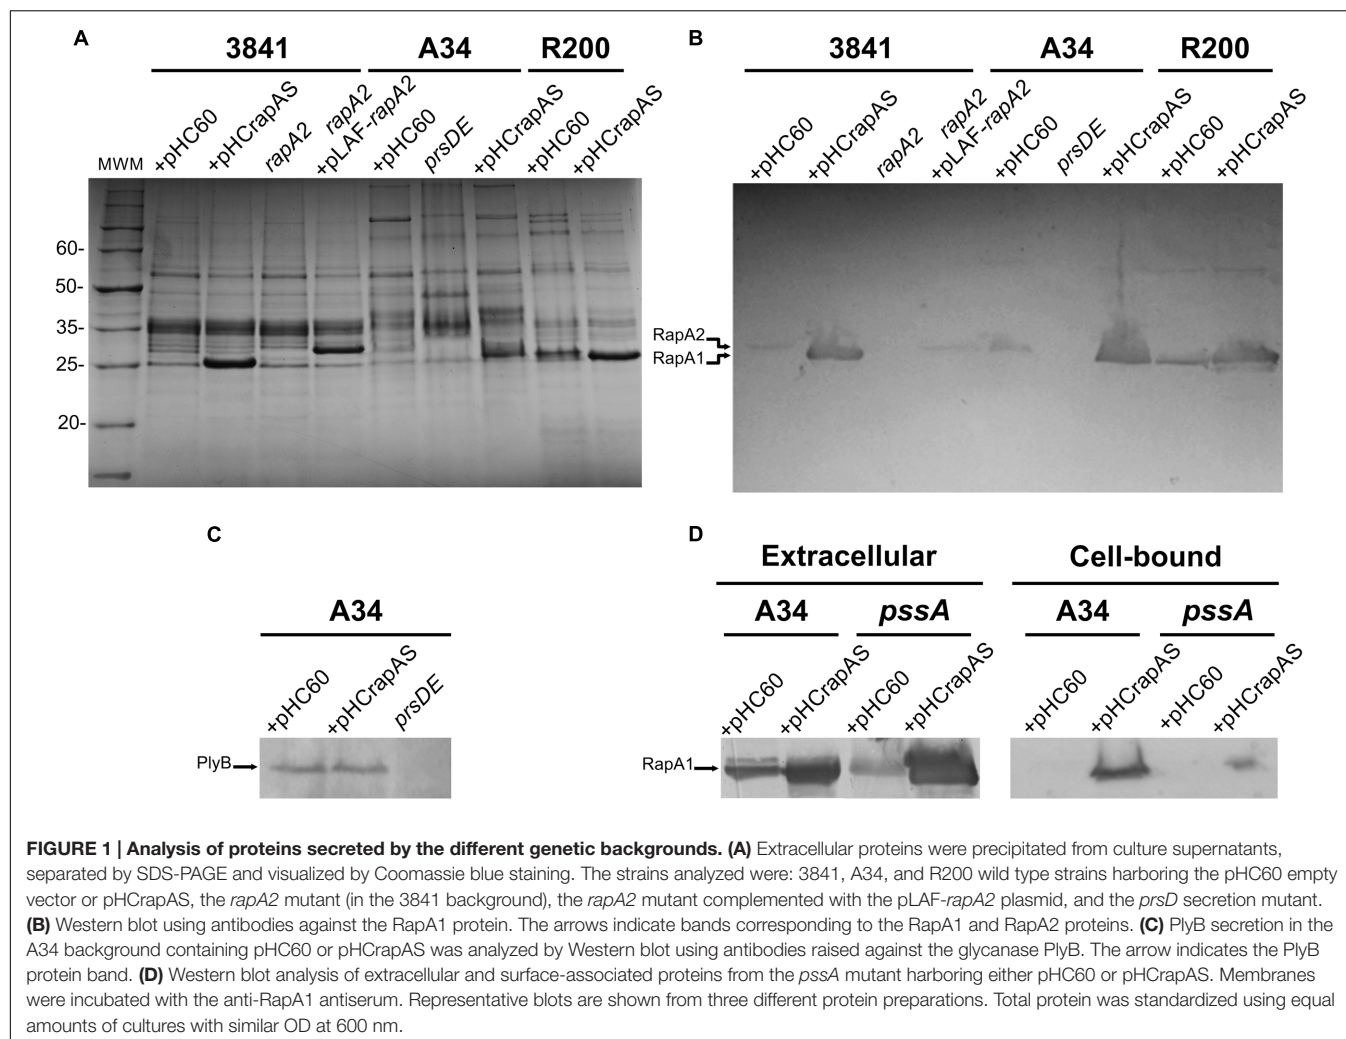 A
3841
A34
R200
MWM
+pHC60
+pHCrapAS
rapA2
rapA2
+pLAF-rapA2
+pHC60
prsDE
+pHCrapAS
+pHC60
+pHCrapAS
60-
50-
35-
25-
20-
B
3841
A34
R200
+pHC60
+pHCrapAS
rapA2
rapA2
+pLAF-rapA2
+pHC60
prsDE
+pHCrapAS
+pHC60
+pHCrapAS
RapA2
RapA1
C
A34
+pHC60
+pHCrapAS
prsDE
PlyB
D
Extracellular
Cell-bound
A34
pssA
A34
pssA
+pHC60
+pHCrapAS
+pHC60
+pHCrapAS
+pHC60
+pHCrapAS
+pHC60
+pHCrapAS
RapA1
FIGURE 1 | Analysis of proteins secreted by the different genetic backgrounds. (A) Extracellular proteins were precipitated from culture supernatants,
separated by SDS-PAGE and visualized by Coomassie blue staining. The strains analyzed were: 3841, A34, and R200 wild type strains harboring the pHC60 empty
vector or pHCrapAS, the rapA2 mutant (in the 3841 background), the rapA2 mutant complemented with the pLAF-rapA2 plasmid, and the prsD secretion mutant.
(B) Western blot using antibodies against the RapA1 protein. The arrows indicate bands corresponding to the RapA1 and RapA2 proteins. (C) PlyB secretion in the
A34 background containing pHC60 or pHCrapAS was analyzed by Western blot using antibodies raised against the glycanase PlyB. The arrow indicates the PlyB
protein band. (D) Western blot analysis of extracellular and surface-associated proteins from the pssA mutant harboring either pHC60 or pHCrapAS. Membranes
were incubated with the anti-RapA1 antiserum. Representative blots are shown from three different protein preparations. Total protein was standardized using equal
amounts of cultures with similar OD at 600 nm.